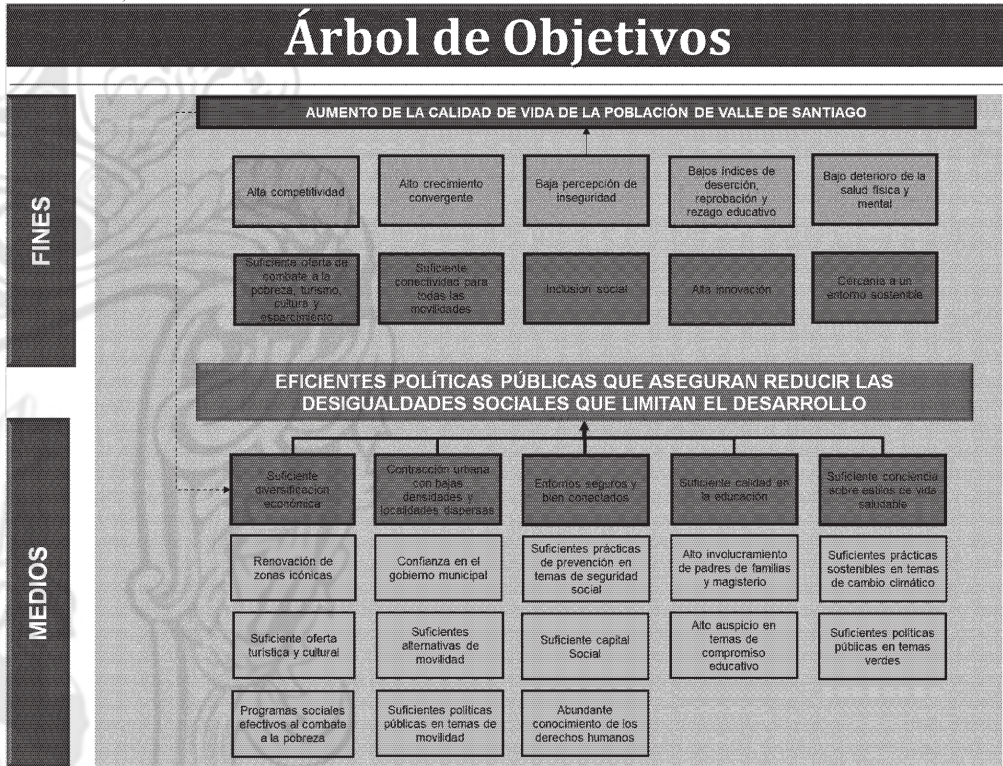 Árbol de Objetivos
FINES
AUMENTO DE LA CALIDAD DE VIDA DE LA POBLACIÓN DE VALLE DE SANTIAGO
Alta competitividad
Alto crecimiento
convergente
Baja percepción de
inseguridad
Bajos índices de
deserción,
reprobación y
rezago educativo
Bajo deterioro de la
salud física y
mental
Suficiente oferta de
combate a la
pobreza, turismo,
cultura y
esparcimiento
Suficiente
conectividad para
todas las
movilidades
Inclusión social
Alta innovación
Cercanía a un
entorno sostenible
EFICIENTES POLÍTICAS PÚBLICAS QUE ASEGURAN REDUCIR LAS
DESIGUALDADES SOCIALES QUE LIMITAN EL DESARROLLO
MEDIOS
Suficiente
diversificación
económica
Contracción urbana
con bajas
densidades y
localidades dispersas
Entornos seguros y
bien conectados
Suficiente calidad en
la educación
Suficiente conciencia
sobre estilos de vida
saludable
Renovación de
zonas icónicas
Confianza en el
gobierno municipal
Suficientes prácticas
de prevención en
temas de seguridad
social
Alto involucramiento
de padres de familias
y magisterio
Suficientes prácticas
sostenibles en temas
de cambio climático
Suficiente oferta
turística y cultural
Suficientes
alternativas de
movilidad
Suficiente capital
Social
Alto auspicio en
temas de
compromiso
educativo
Suficientes políticas
públicas en temas
verdes
Programas sociales
efectivos al combate
a la pobreza
Suficientes políticas
públicas en temas de
movilidad
Abundante
conocimiento de los
derechos humanos